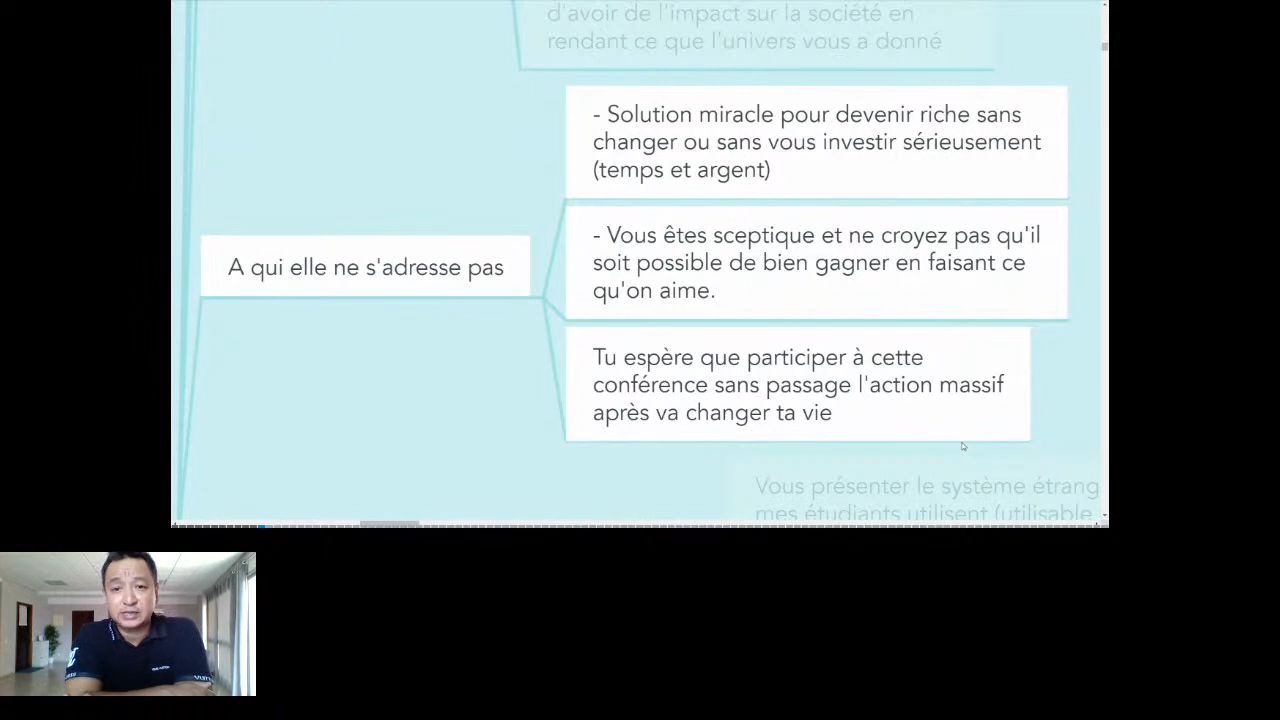 d'avoir de l'impact sur la société en
rendant ce que l'univers vous a donné
- Solution miracle pour devenir riche sans
changer ou sans vous investir sérieusement
(temps et argent)
A qui elle ne s'adresse pas
- Vous êtes sceptique et ne croyez pas qu'il
soit possible de bien gagner en faisant ce
qu'on aime.
Tu espère que participer à cette
conférence sans passage l'action massif
après va changer ta vie
Vous présenter le système étrang
mes étudiants utilisent (utilisable